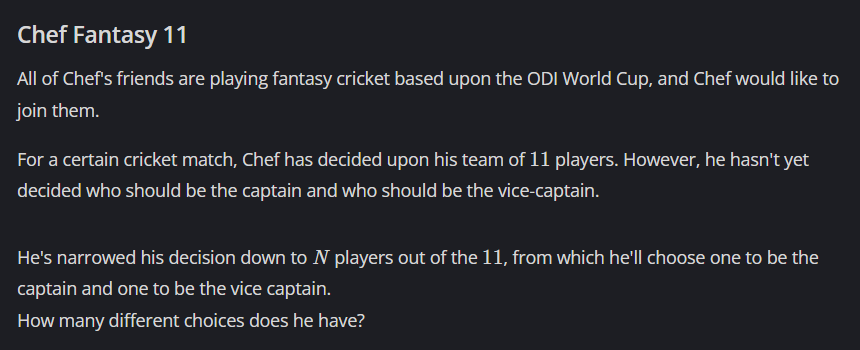 Chef Fantasy 11
All of Chef's friends are playing fantasy cricket based upon the ODI World Cup, and Chef would like to
join them.
For a certain cricket match, Chef has decided upon his team of 11 players. However, he hasn't yet
decided who should be the captain and who should be the vice-captain.
He's narrowed his decision down to N players out of the 11, from which he'll choose one to be the
captain and one to be the vice captain.
How many different choices does he have?